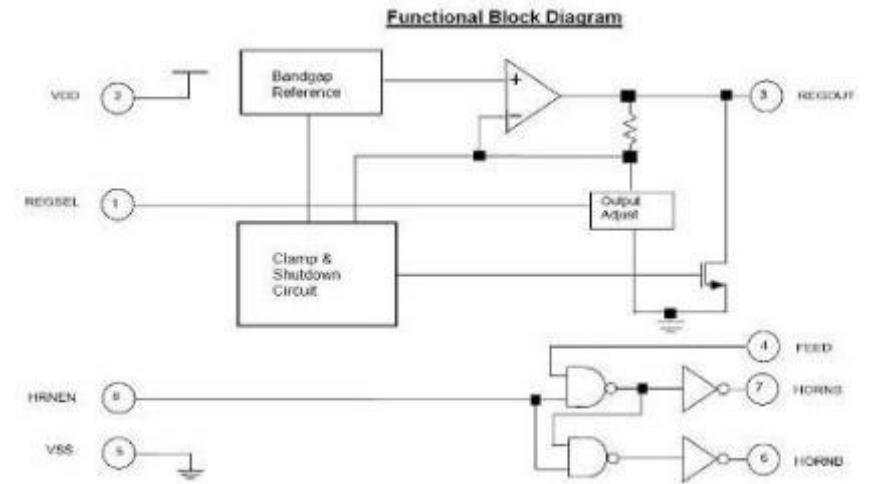 Functional Block Diagram
Bandgap
Reference
+
−
VDD 2
3 REGOUT
REGSEL 1
Output
Adjust
Clamp &
Shutdown
Circuit
4 FEED
HRNEN 8
7 HORNS
VSS 5
6 HORNB